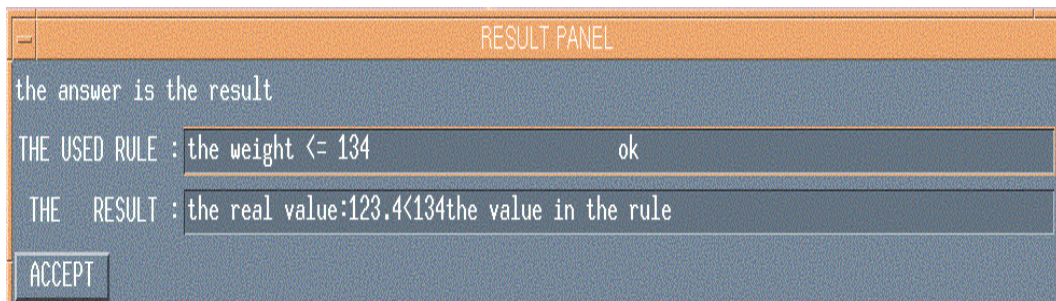 RESULT PANEL
the answer is the result
THE USED RULE : the weight <= 134 ok
THE RESULT : the real value:123.4<134the value in the rule
ACCEPT